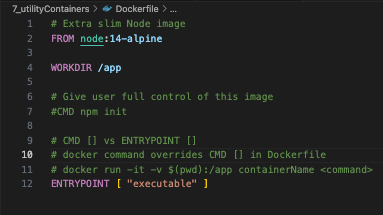 7_utilityContainers > Dockerfile > ...
1 # Extra slim Node image
2 FROM node:14-alpine
3
4 WORKDIR /app
5
6 # Give user full control of this image
7 #CMD npm init
8
9 # CMD [] vs ENTRYPOINT []
10 # docker command overrides CMD [] in Dockerfile
11 # docker run -it -v $(pwd):/app containerName <command>
12 ENTRYPOINT [ "executable" ]